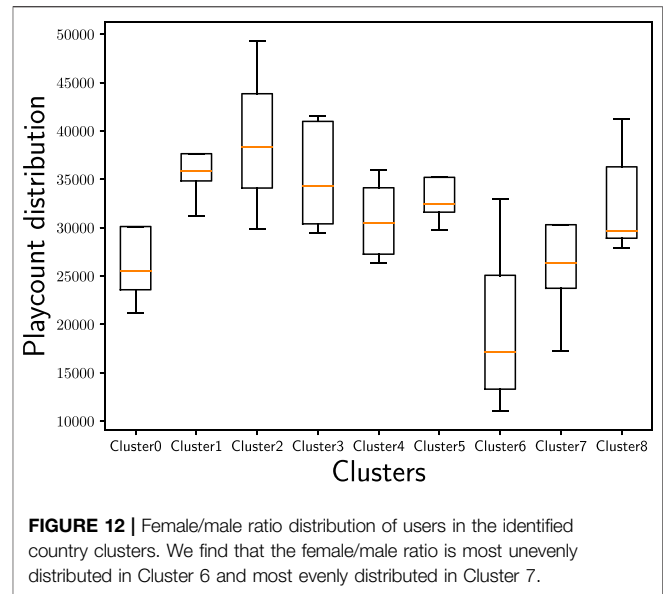 Playcount distribution
50000
45000
40000
35000
30000
25000
20000
15000
10000
Cluster0 Cluster1 Cluster2 Cluster3 Cluster4 Cluster5 Cluster6 Cluster7 Cluster8
Clusters
FIGURE 12 | Female/male ratio distribution of users in the identified
country clusters. We find that the female/male ratio is most unevenly
distributed in Cluster 6 and most evenly distributed in Cluster 7.